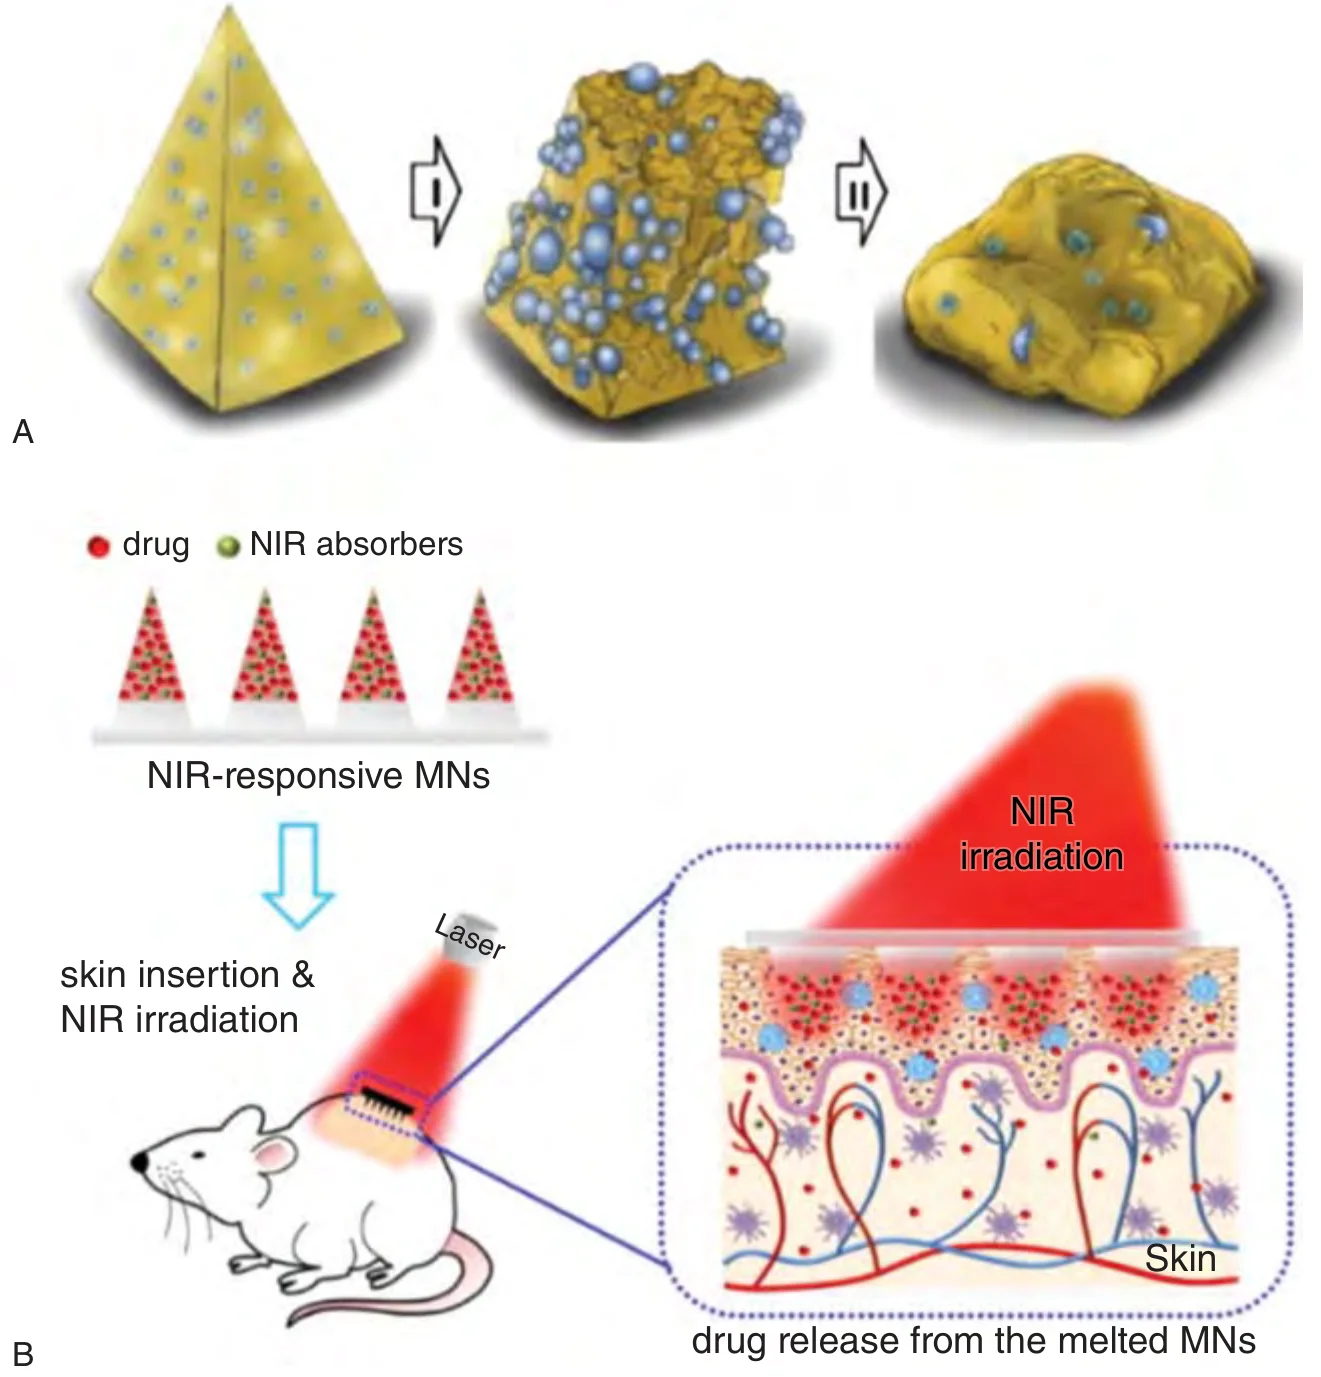 I
II
A
drug
NIR absorbers
NIR-responsive MNs
skin insertion &
NIR irradiation
Laser
NIR
irradiation
Skin
drug release from the melted MNs
B